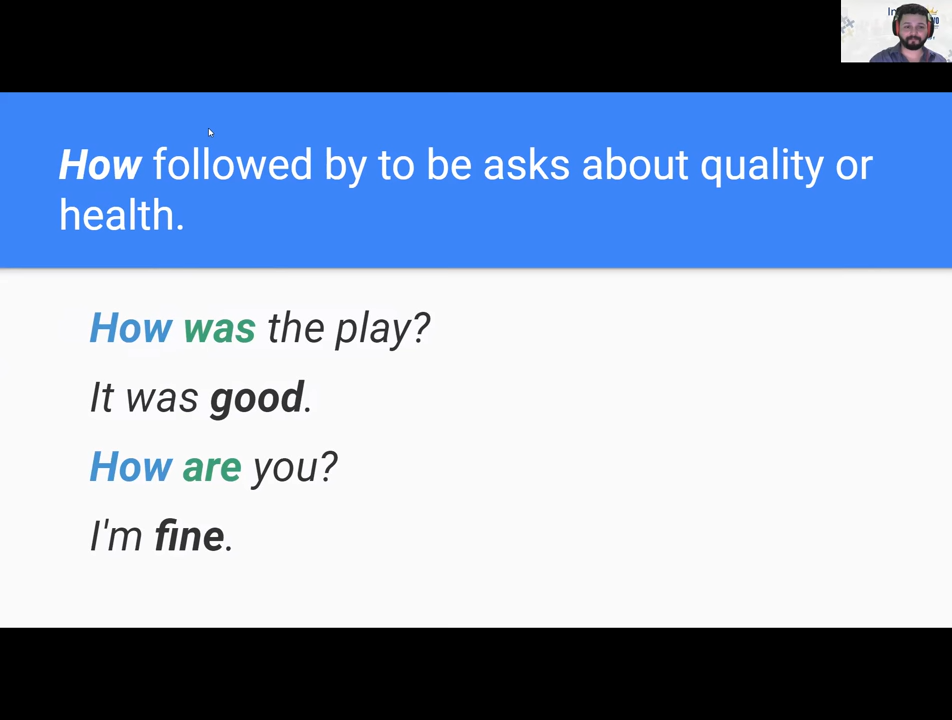 How followed by to be asks about quality or
health.
How was the play?
It was good.
How are you?
I'm fine.